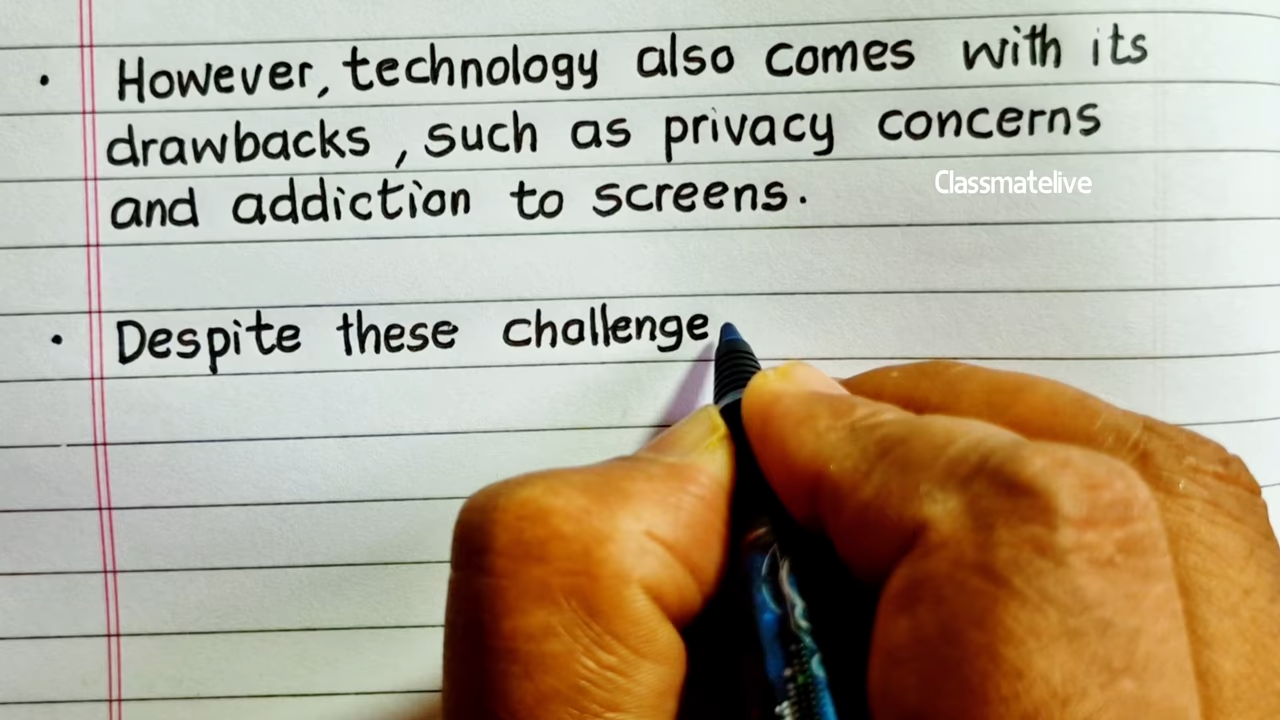 • However, technology also comes with its
drawbacks, such as privacy concerns
and addiction to screens.
Classmatelive
• Despite these challenge